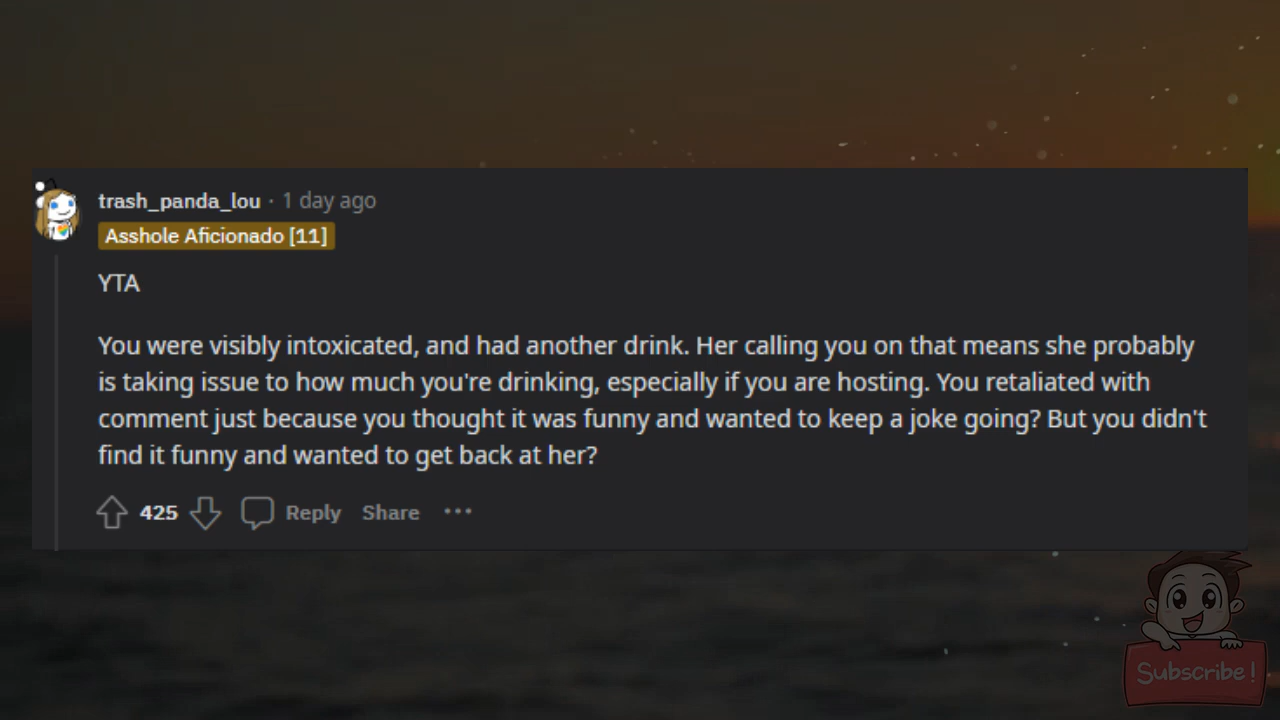 trash_panda_lou · 1 day ago
Asshole Aficionado [11]
YTA
You were visibly intoxicated, and had another drink. Her calling you on that means she probably
is taking issue to how much you're drinking, especially if you are hosting. You retaliated with
comment just because you thought it was funny and wanted to keep a joke going? But you didn't
find it funny and wanted to get back at her?
425 Reply Share ···
Subscribe!